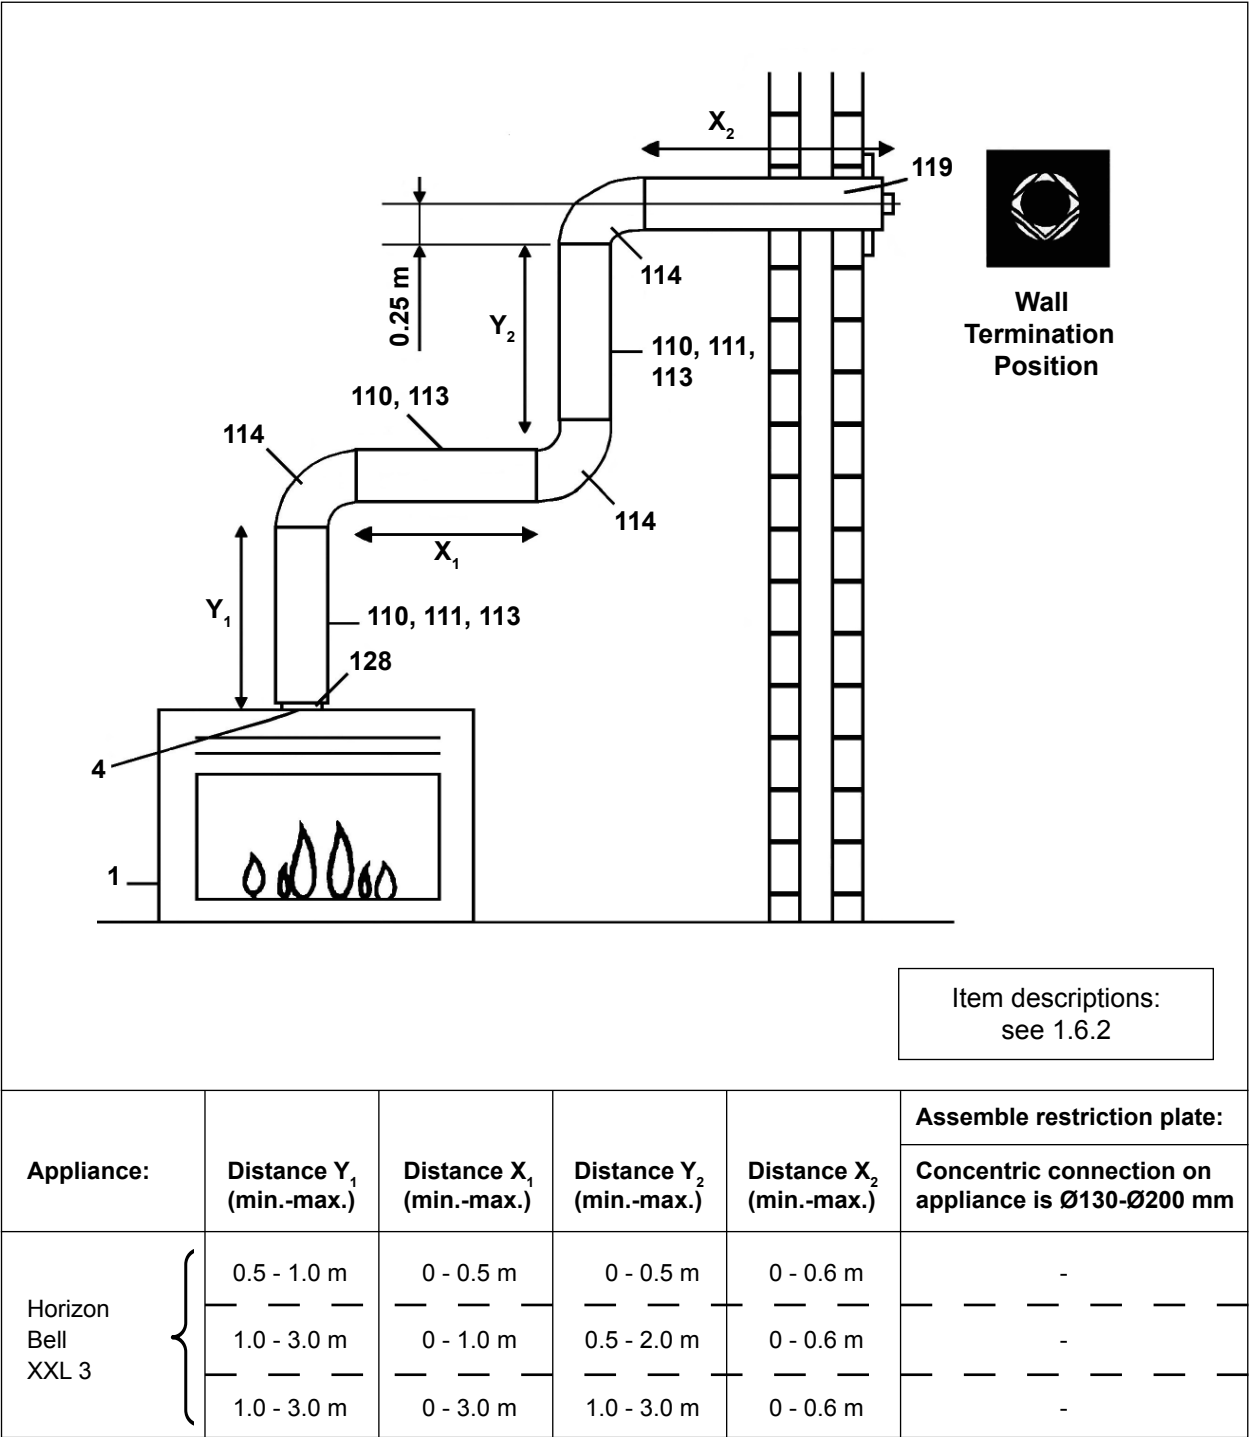 X2
119
114
0.25 m
Y2
110, 111,
113
Wall
Termination
Position
110, 113
114
114
X1
Y1
110, 111, 113
128
4
1
Item descriptions:
see 1.6.2
Assemble restriction plate:
Appliance:
Distance Y1
(min.-max.)
Distance X1
(min.-max.)
Distance Y2
(min.-max.)
Distance X2
(min.-max.)
Concentric connection on
appliance is Ø130-Ø200 mm
Horizon
Bell
XXL 3
0.5 - 1.0 m 0 - 0.5 m 0 - 0.5 m 0 - 0.6 m -
1.0 - 3.0 m 0 - 1.0 m 0.5 - 2.0 m 0 - 0.6 m -
1.0 - 3.0 m 0 - 3.0 m 1.0 - 3.0 m 0 - 0.6 m -